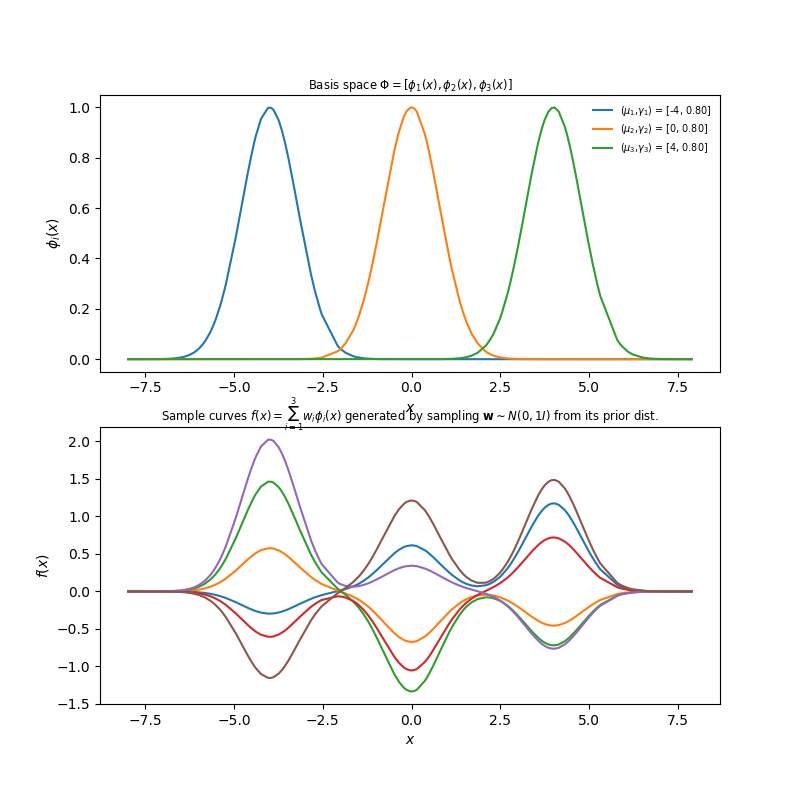 Basis space Φ = [ϕ₁(x), ϕ₂(x), ϕ₃(x)]
ϕᵢ(x)
1.0
0.8
0.6
0.4
0.2
0.0
(μ₁,γ₁) = [-4, 0.80]
(μ₂,γ₂) = [0, 0.80]
(μ₃,γ₃) = [4, 0.80]
−7.5 −5.0 −2.5 0.0 2.5 5.0 7.5
x
Sample curves f(x) = ∑³ᵢ₌₁ wᵢϕᵢ(x) generated by sampling w ∼ N(0, 1I) from its prior dist.
f(x)
2.0
1.5
1.0
0.5
0.0
−0.5
−1.0
−1.5
−7.5 −5.0 −2.5 0.0 2.5 5.0 7.5
x